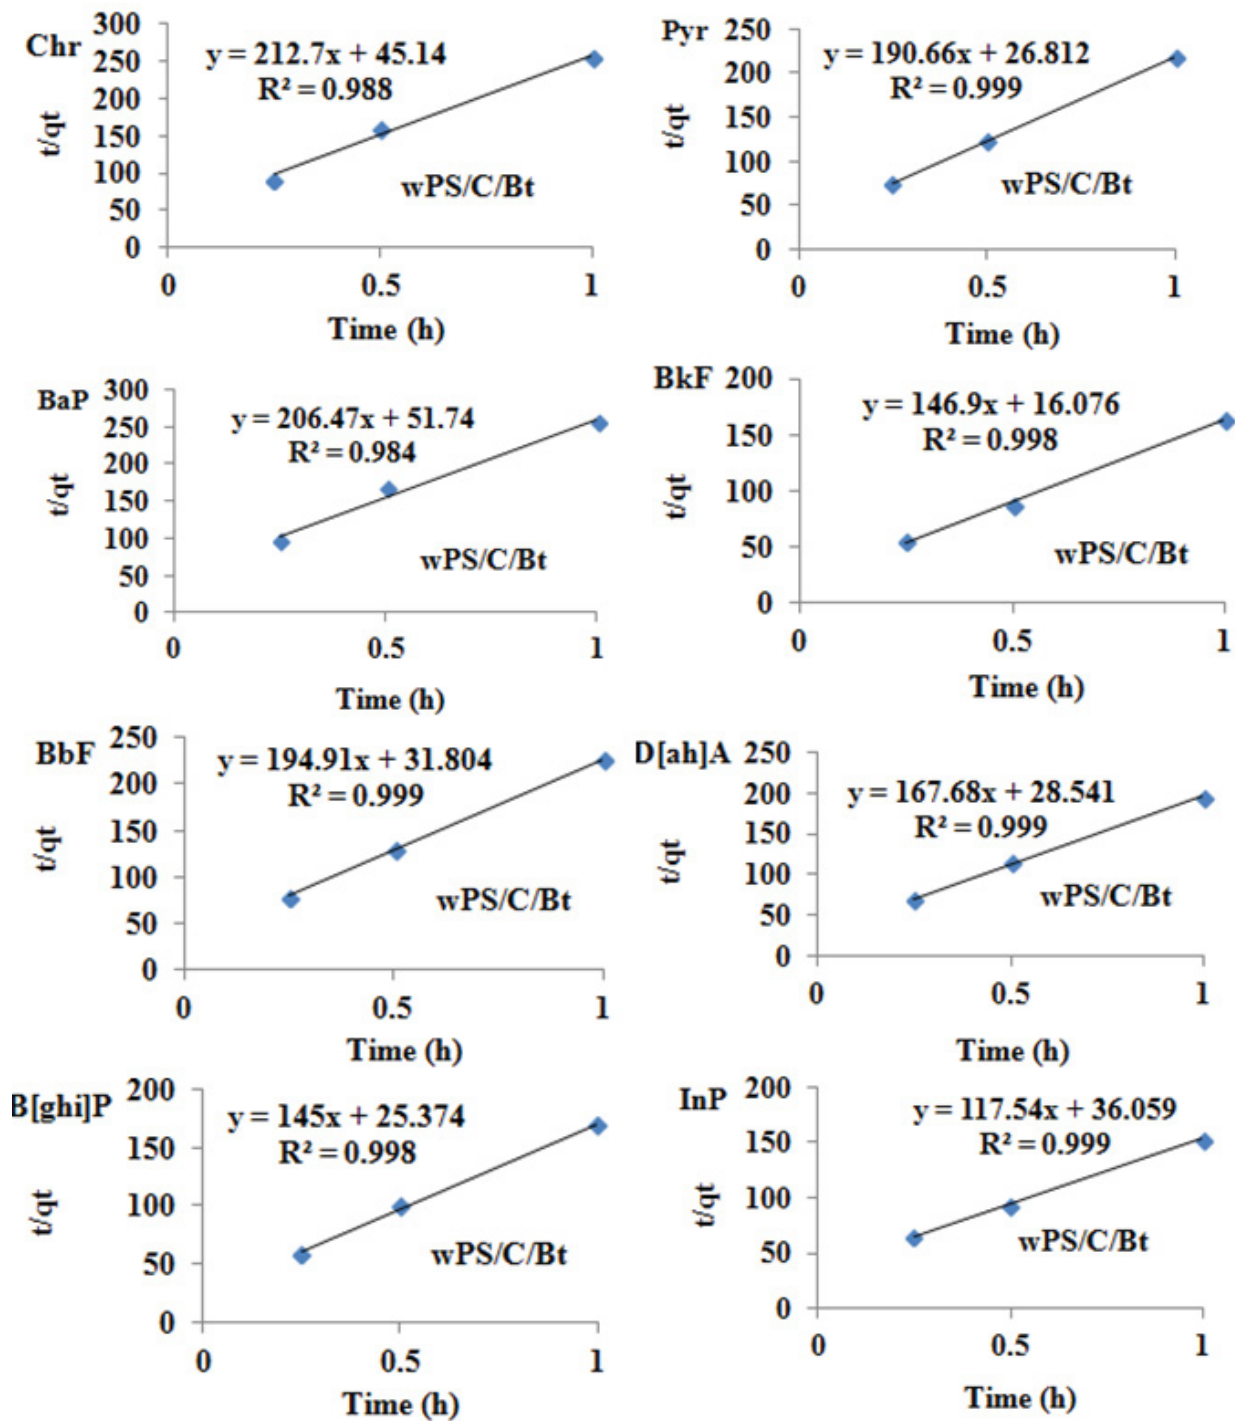 Chr
y = 212.7x + 45.14
R² = 0.988
300
250
200
150
100
50
0
t/qt
wPS/C/Bt
0 0.5 1
Time (h)
Pyr
y = 190.66x + 26.812
R² = 0.999
250
200
150
100
50
0
t/qt
wPS/C/Bt
0 0.5 1
Time (h)
BaP
y = 206.47x + 51.74
R² = 0.984
300
250
200
150
100
50
0
t/qt
wPS/C/Bt
0 0.5 1
Time (h)
BkF
y = 146.9x + 16.076
R² = 0.998
200
150
100
50
0
t/qt
wPS/C/Bt
0 0.5 1
Time (h)
BbF
y = 194.91x + 31.804
R² = 0.999
250
200
150
100
50
0
t/qt
wPS/C/Bt
0 0.5 1
Time (h)
D[ah]A
y = 167.68x + 28.541
R² = 0.999
250
200
150
100
50
0
t/qt
wPS/C/Bt
0 0.5 1
Time (h)
B[ghi]P
y = 145x + 25.374
R² = 0.998
200
150
100
50
0
t/qt
wPS/C/Bt
0 0.5 1
Time (h)
InP
y = 117.54x + 36.059
R² = 0.999
200
150
100
50
0
t/qt
wPS/C/Bt
0 0.5 1
Time (h)